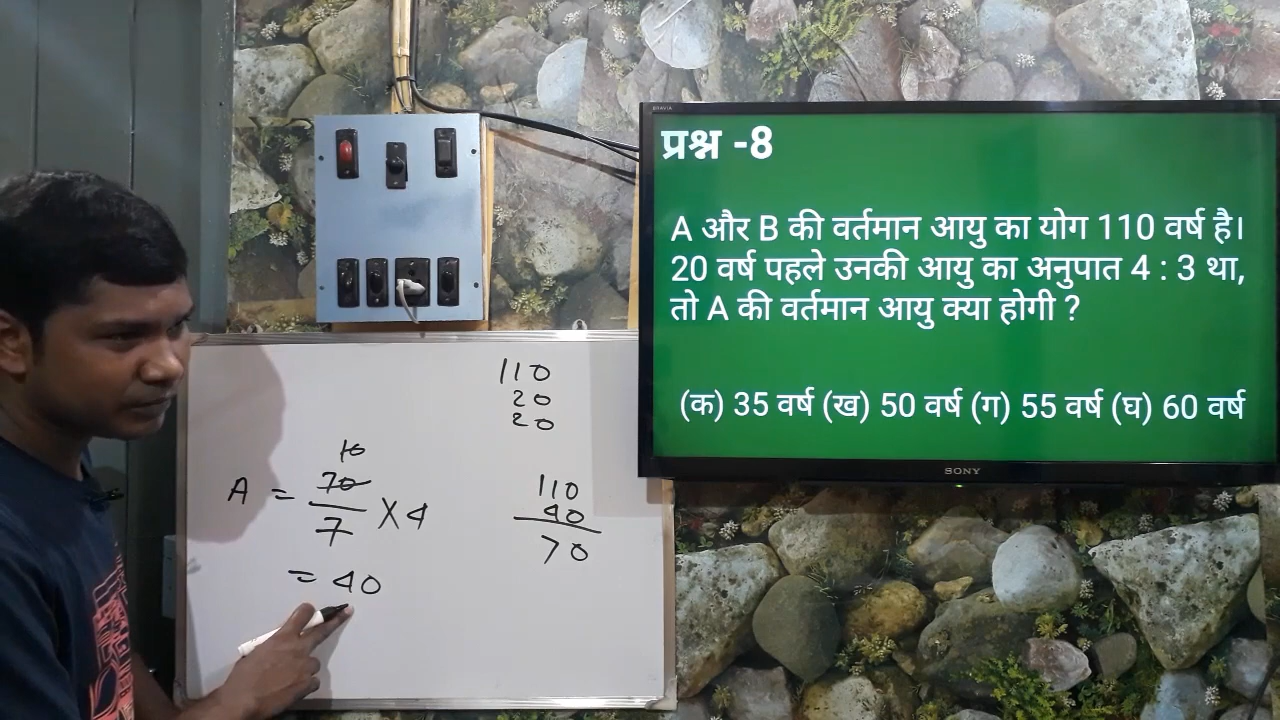 BRAVIA
प्रश्न -8
A और B की वर्तमान आयु का योग 110 वर्ष है।
20 वर्ष पहले उनकी आयु का अनुपात 4 : 3 था,
तो A की वर्तमान आयु क्या होगी ?
(क) 35 वर्ष (ख) 50 वर्ष (ग) 55 वर्ष (घ) 60 वर्ष
SONY
110
20
20
10
A = 70/7 X 4
= 40
110
40
70